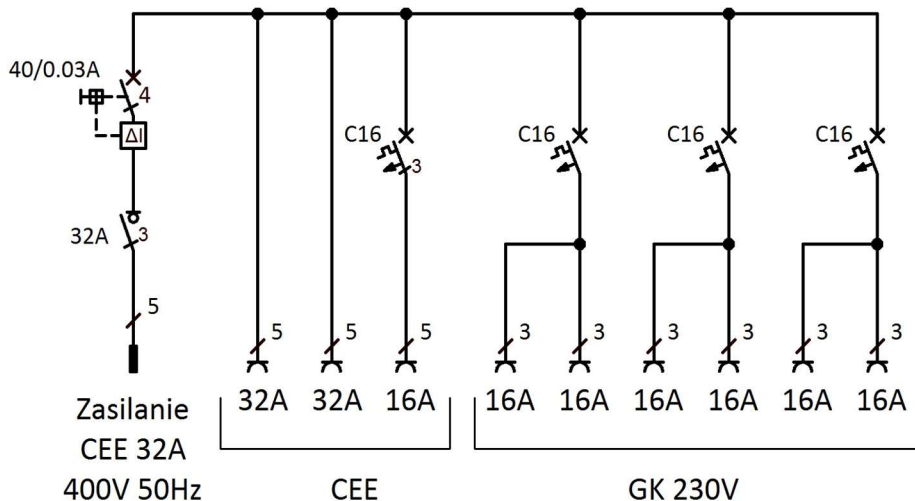 40/0.03A
4
ΔI
32A
3
5
C16
3
C16
C16
C16
5
5
5
3
3
3
3
3
3
32A
32A
16A
16A
16A
16A
16A
16A
16A
Zasilanie
CEE 32A
400V 50Hz
CEE
GK 230V